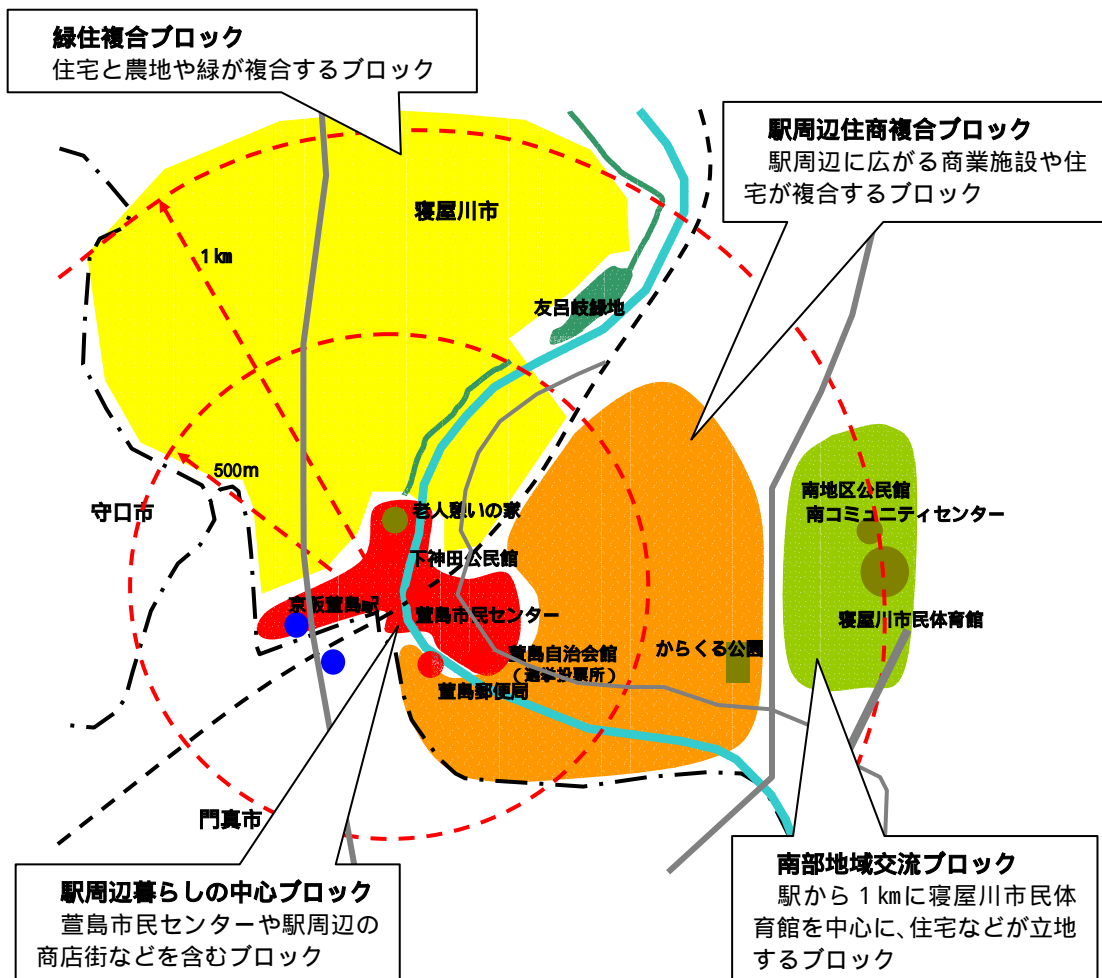 緑住複合ブロック
住宅と農地や緑が複合するブロック
駅周辺住商複合ブロック
駅周辺に広がる商業施設や住
宅が複合するブロック
寝屋川市
1㎞
友呂岐緑地
500m
守口市
老人憩いの家
南地区公民館
南コミュニティセンター
下神田公民館
京阪萱島駅
萱島市民センター
寝屋川市民体育館
萱島自治会館
（選挙投票所）
からくる公園
萱島郵便局
門真市
駅周辺暮らしの中心ブロック
萱島市民センターや駅周辺の
商店街などを含むブロック
南部地域交流ブロック
駅から1㎞に寝屋川市民体
育館を中心に、住宅などが立地
するブロック